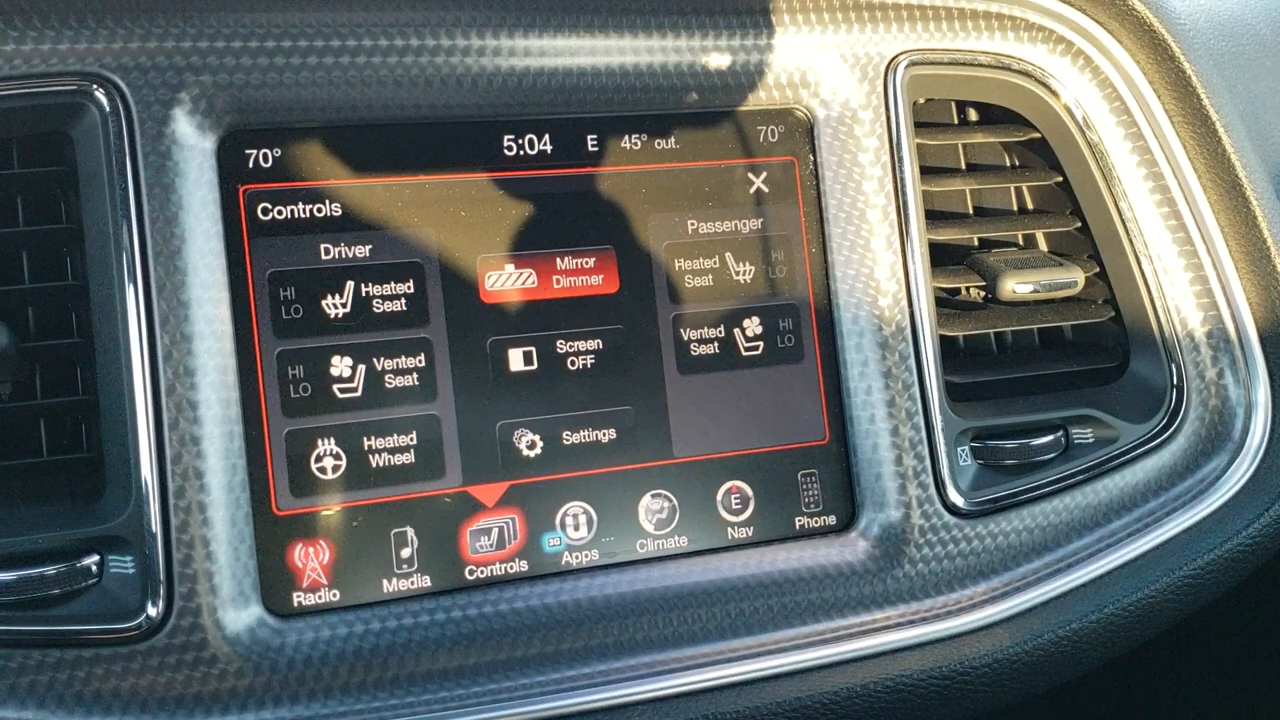 70°
5:04
E
45° out.
70°
X
Controls
Driver
HI
LO
Heated
Seat
HI
LO
Vented
Seat
Heated
Wheel
Mirror
Dimmer
Screen
OFF
Settings
Passenger
Heated
Seat
HI
LO
Vented
Seat
HI
LO
Radio
Media
Controls
3G
Apps
Climate
E
Nav
Phone